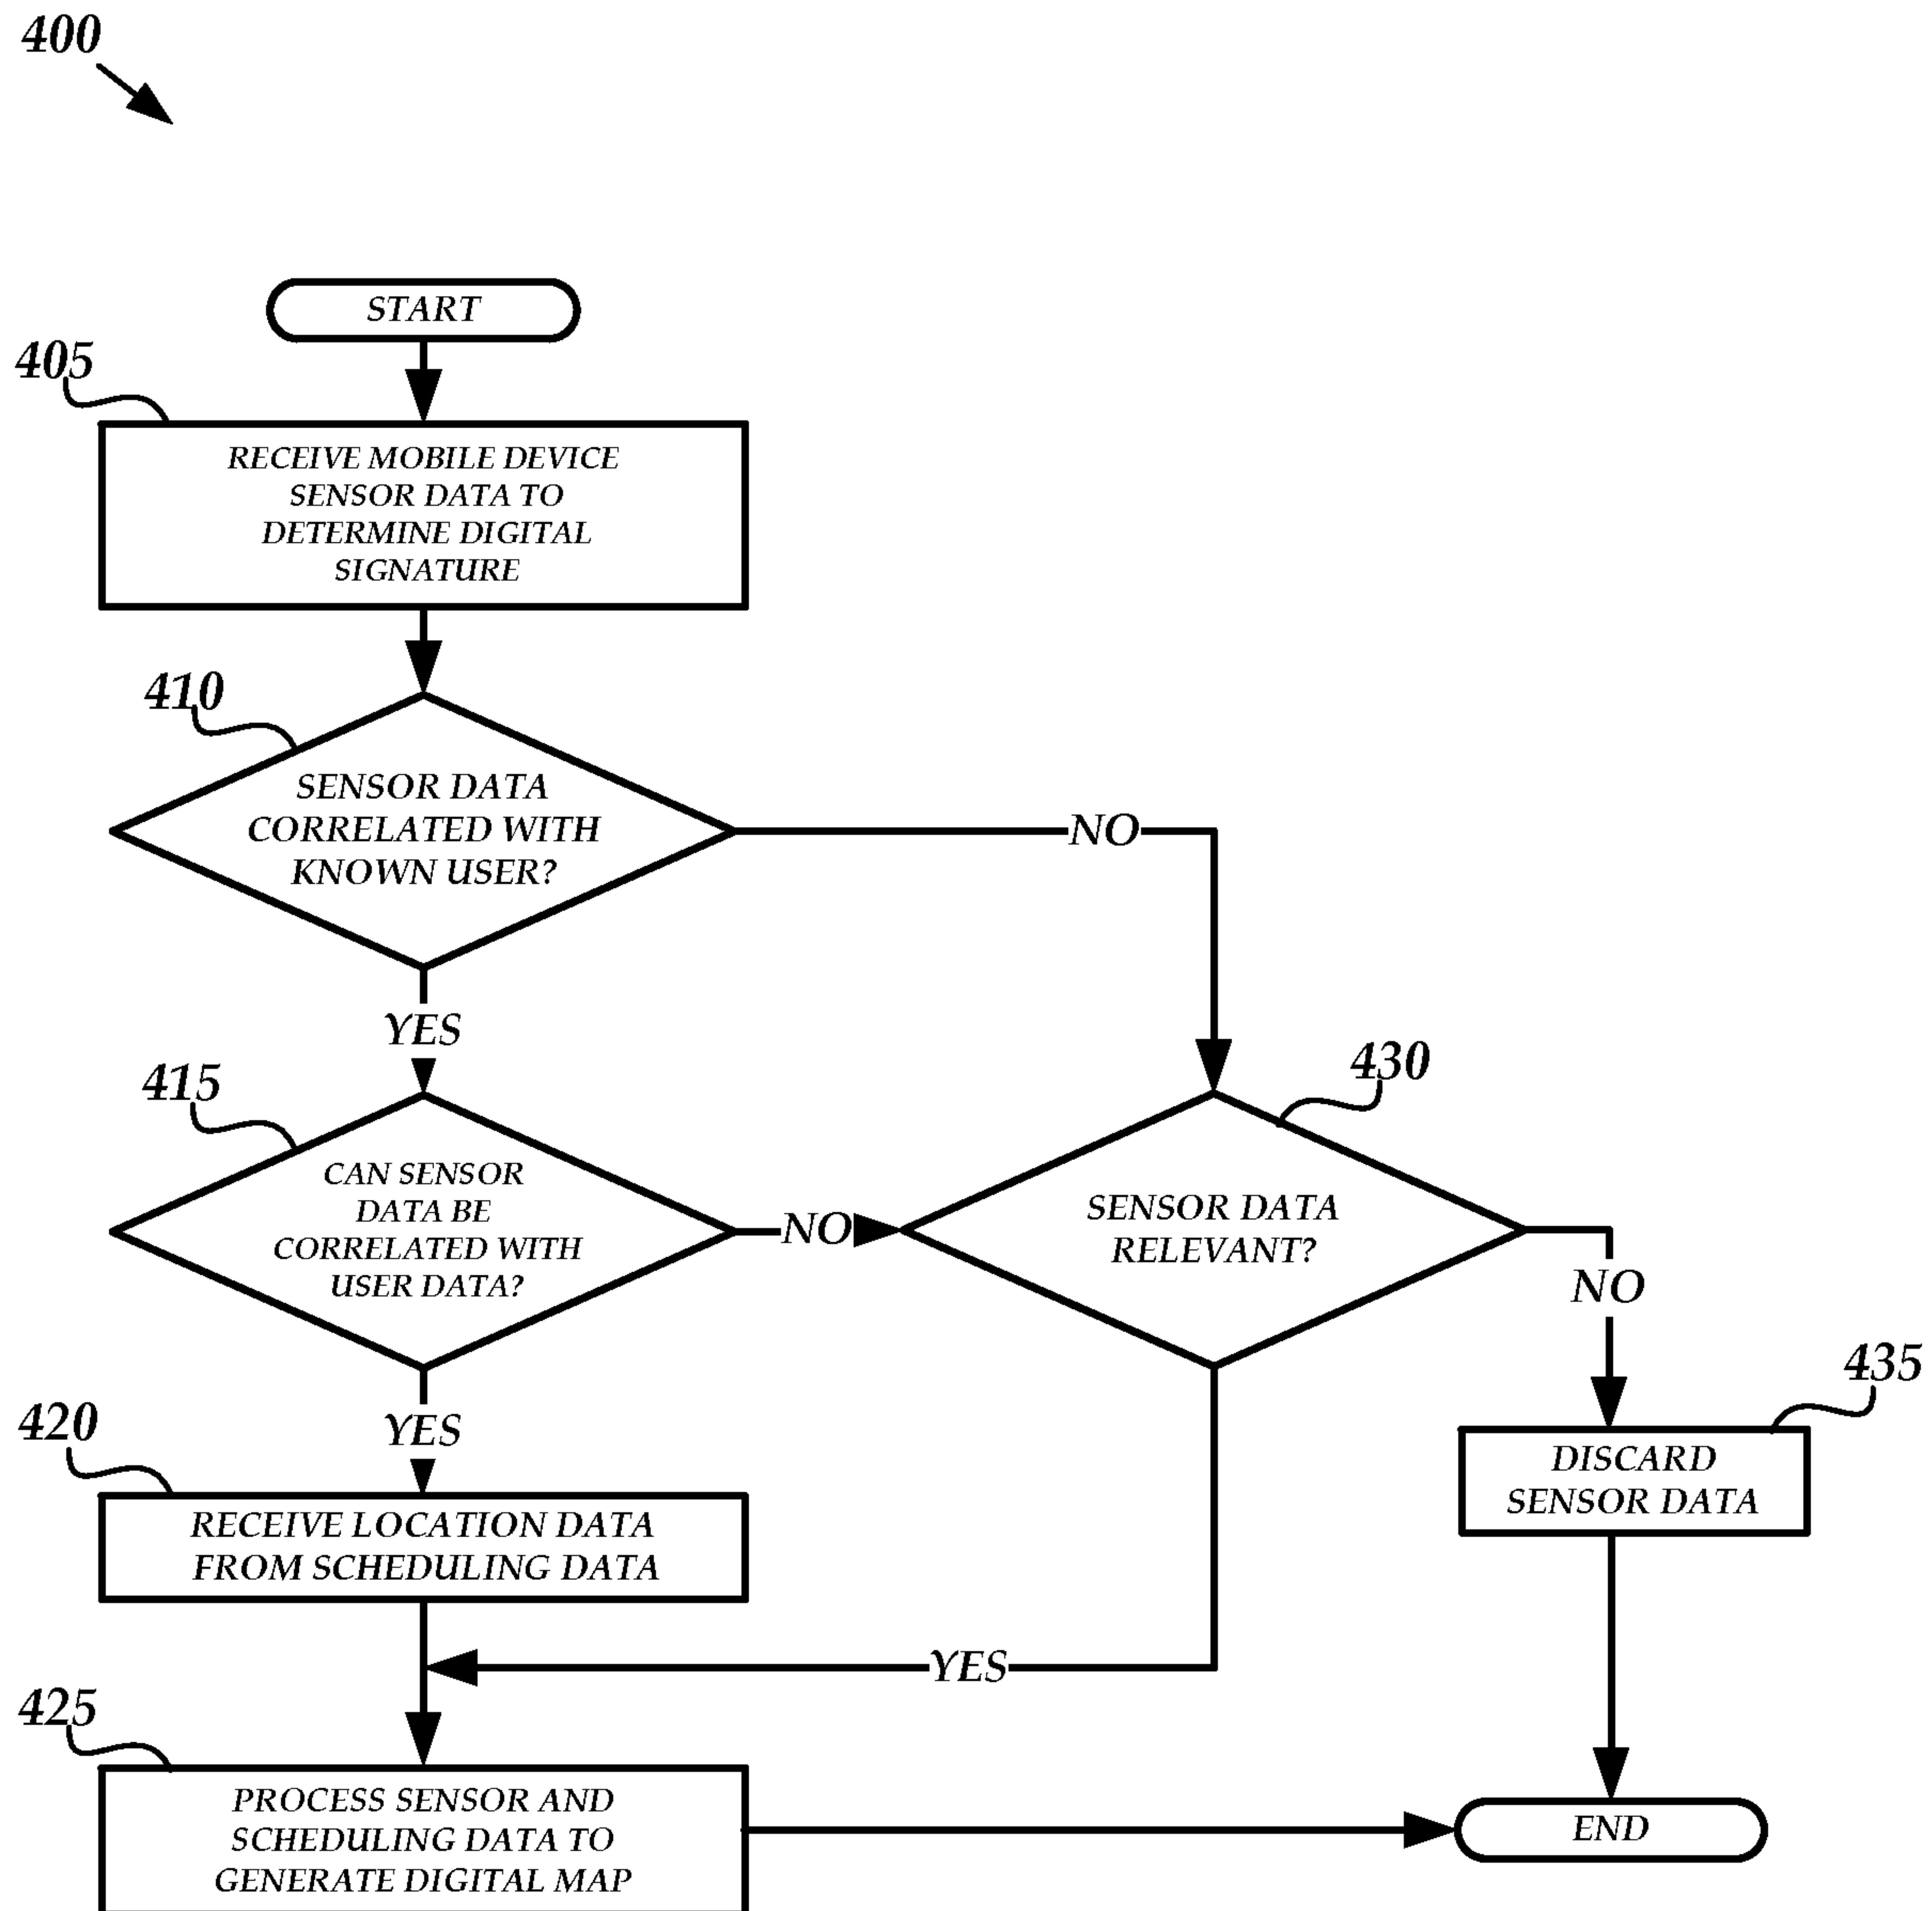 400
START
405
RECEIVE MOBILE DEVICE
SENSOR DATA TO
DETERMINE DIGITAL
SIGNATURE
410
SENSOR DATA
CORRELATED WITH
KNOWN USER?
NO
YES
415
CAN SENSOR
DATA BE
CORRELATED WITH
USER DATA?
NO
430
SENSOR DATA
RELEVANT?
NO
YES
420
RECEIVE LOCATION DATA
FROM SCHEDULING DATA
435
DISCARD
SENSOR DATA
YES
425
PROCESS SENSOR AND
SCHEDULING DATA TO
GENERATE DIGITAL MAP
END